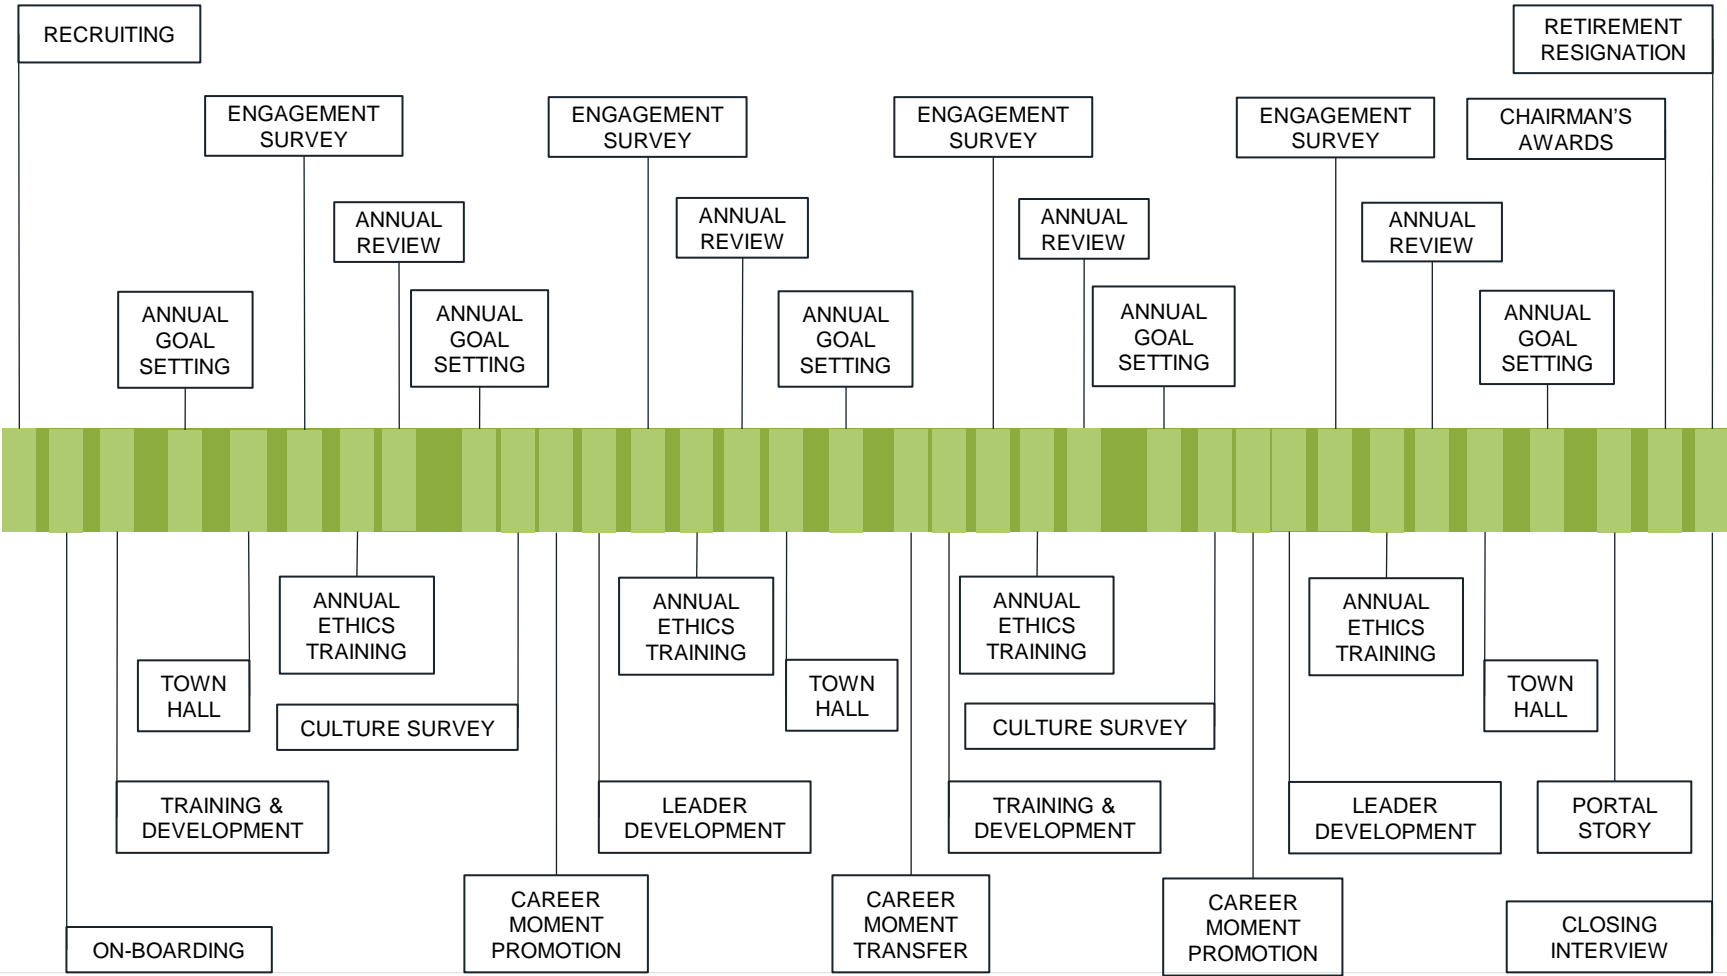 RECRUITING
RETIREMENT
RESIGNATION
ENGAGEMENT
SURVEY
ENGAGEMENT
SURVEY
ENGAGEMENT
SURVEY
ENGAGEMENT
SURVEY
CHAIRMAN'S
AWARDS
ANNUAL
REVIEW
ANNUAL
REVIEW
ANNUAL
REVIEW
ANNUAL
REVIEW
ANNUAL
GOAL
SETTING
ANNUAL
GOAL
SETTING
ANNUAL
GOAL
SETTING
ANNUAL
GOAL
SETTING
ANNUAL
GOAL
SETTING
ANNUAL
ETHICS
TRAINING
ANNUAL
ETHICS
TRAINING
ANNUAL
ETHICS
TRAINING
ANNUAL
ETHICS
TRAINING
TOWN
HALL
TOWN
HALL
TOWN
HALL
CULTURE SURVEY
CULTURE SURVEY
TRAINING &
DEVELOPMENT
LEADER
DEVELOPMENT
TRAINING &
DEVELOPMENT
LEADER
DEVELOPMENT
PORTAL
STORY
ON-BOARDING
CAREER
MOMENT
PROMOTION
CAREER
MOMENT
TRANSFER
CAREER
MOMENT
PROMOTION
CLOSING
INTERVIEW